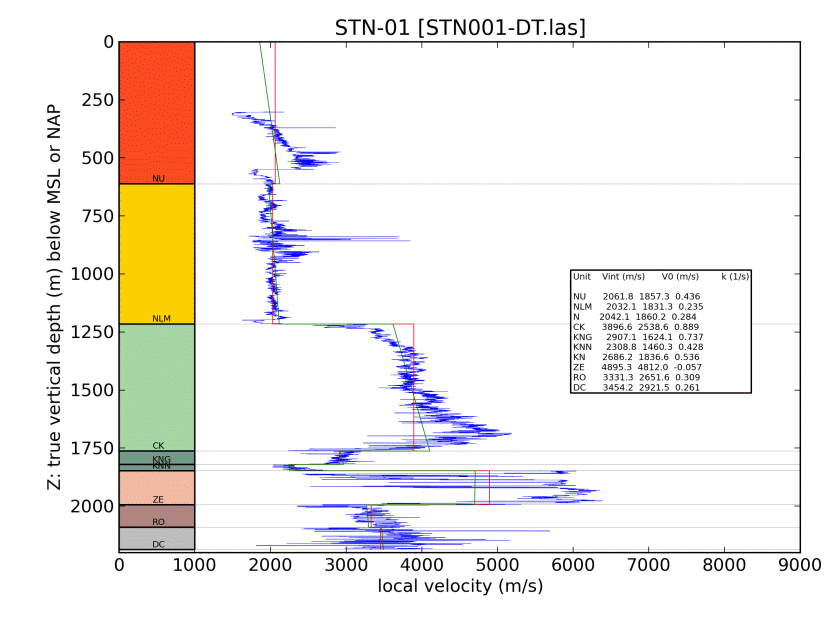 STN-01 [STN001-DT.las]
Z: true vertical depth (m) below MSL or NAP
0
250
500
750
1000
1250
1500
1750
2000
NU
NLM
CK
KNG
KNN
ZE
RO
DC
Unit Vint (m/s) V0 (m/s) k (1/s)
NU 2061.8 1857.3 0.436
NLM 2032.1 1831.3 0.235
N 2042.1 1860.2 0.284
CK 3896.6 2538.6 0.889
KNG 2907.1 1624.1 0.737
KNN 2308.8 1460.3 0.428
KN 2686.2 1836.6 0.536
ZE 4895.3 4812.0 -0.057
RO 3331.3 2651.6 0.309
DC 3454.2 2921.5 0.261
0 1000 2000 3000 4000 5000 6000 7000 8000 9000
local velocity (m/s)